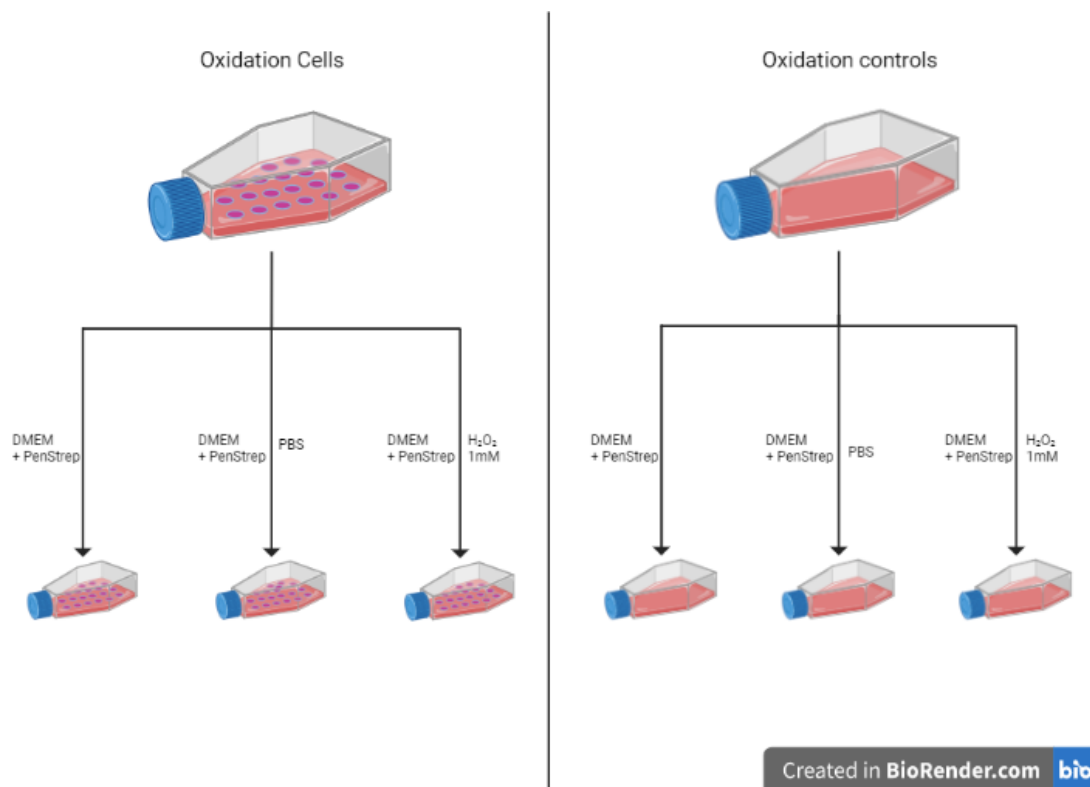 Oxidation Cells
DMEM
+ PenStrep
DMEM
+ PenStrep
PBS
DMEM
+ PenStrep
H₂O₂
1mM
Oxidation controls
DMEM
+ PenStrep
DMEM
+ PenStrep
PBS
DMEM
+ PenStrep
H₂O₂
1mM
Created in BioRender.com bio